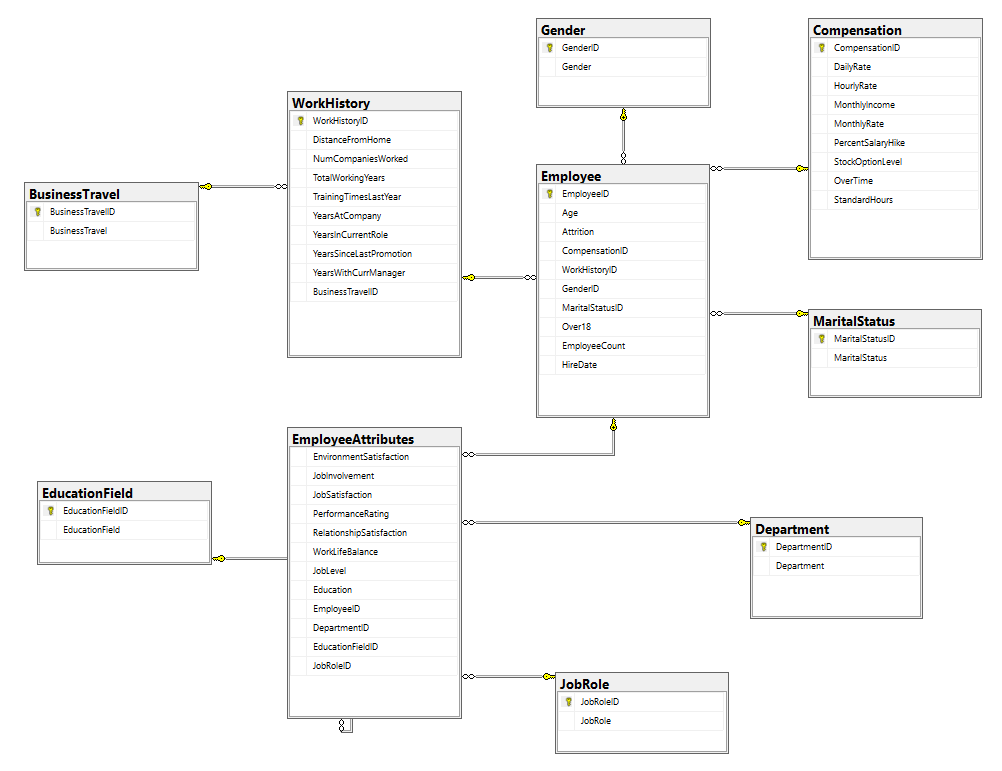 Gender
GenderID
Gender
Compensation
CompensationID
DailyRate
HourlyRate
MonthlyIncome
MonthlyRate
PercentSalaryHike
StockOptionLevel
OverTime
StandardHours
WorkHistory
WorkHistoryID
DistanceFromHome
NumCompaniesWorked
TotalWorkingYears
TrainingTimesLastYear
YearsAtCompany
YearsInCurrentRole
YearsSinceLastPromotion
YearsWithCurrManager
BusinessTravelID
BusinessTravel
BusinessTravelID
BusinessTravel
Employee
EmployeeID
Age
Attrition
CompensationID
WorkHistoryID
GenderID
MaritalStatusID
Over18
EmployeeCount
HireDate
MaritalStatus
MaritalStatusID
MaritalStatus
EmployeeAttributes
EnvironmentSatisfaction
JobInvolvement
JobSatisfaction
PerformanceRating
RelationshipSatisfaction
WorkLifeBalance
JobLevel
Education
EmployeeID
DepartmentID
EducationFieldID
JobRoleID
EducationField
EducationFieldID
EducationField
Department
DepartmentID
Department
JobRole
JobRoleID
JobRole